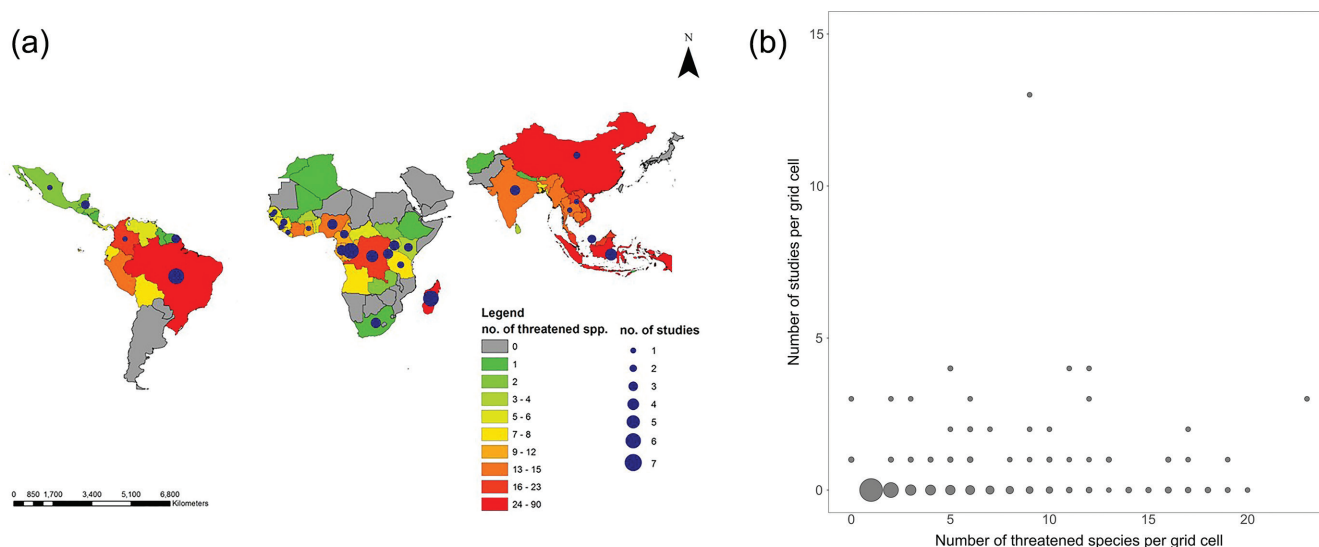 (a)
N
Legend
no. of threatened spp.
0
1
2
3 - 4
5 - 6
7 - 8
9 - 12
13 - 15
16 - 23
24 - 90
no. of studies
1
2
3
4
5
6
7
0 850 1,700 3,400 5,100 6,800
Kilometers
(b)
Number of studies per grid cell
15
10
5
0
0 5 10 15 20
Number of threatened species per grid cell